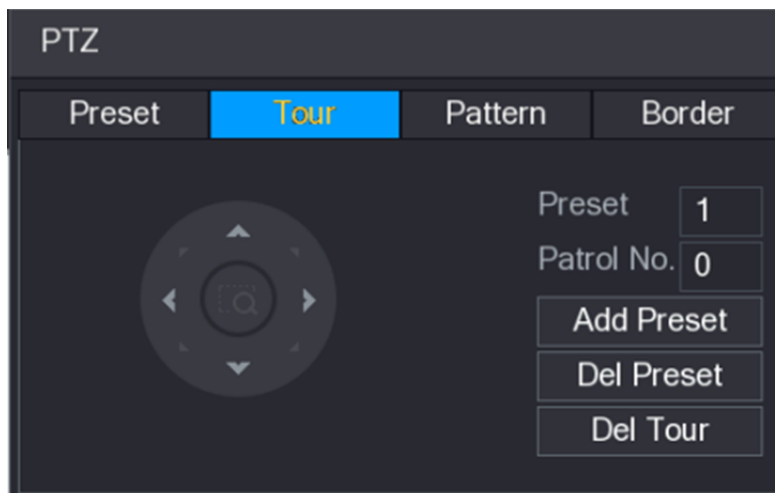 PTZ
Preset Tour Pattern Border
Preset 1
Patrol No. 0
Add Preset
Del Preset
Del Tour